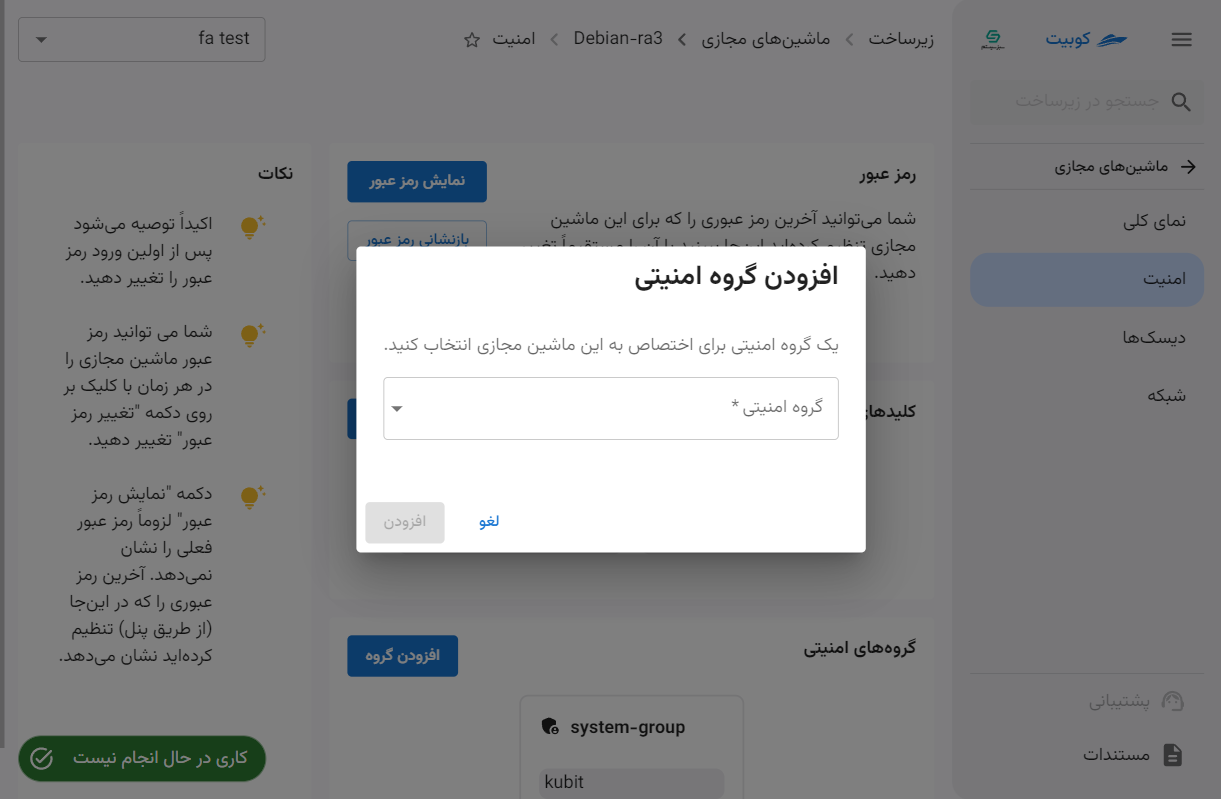 کوبیت
جستجو در زیرساخت
ماشین‌های مجازی
نمای کلی
امنیت
دیسک‌ها
شبکه
پشتیبانی
مستندات
زیرساخت
ماشین‌های مجازی
Debian-ra3
امنیت
fa test
رمز عبور
شما می‌توانید آخرین رمز عبوری را که برای این ماشین
مجازی تنظیم کرده‌اید
دهید.
نمایش رمز عبور
بازنشانی رمز عبور
افزودن گروه امنیتی
یک گروه امنیتی برای اختصاص به این ماشین مجازی انتخاب کنید.
گروه امنیتی *
لغو
افزودن
کلیدهای
گروه‌های امنیتی
افزودن گروه
system-group
kubit
نکات
اکیداً توصیه می‌شود
پس از اولین ورود رمز
عبور را تغییر دهید.
شما می توانید رمز
عبور ماشین مجازی را
در هر زمان با کلیک بر
روی دکمه "تغییر رمز
عبور" تغییر دهید.
دکمه "نمایش رمز
عبور" لزوماً رمز عبور
فعلی را نشان
نمی‌دهد. آخرین رمز
عبوری را که در این‌جا
(از طریق پنل) تنظیم
کرده‌اید نشان می‌دهد.
کاری در حال انجام نیست